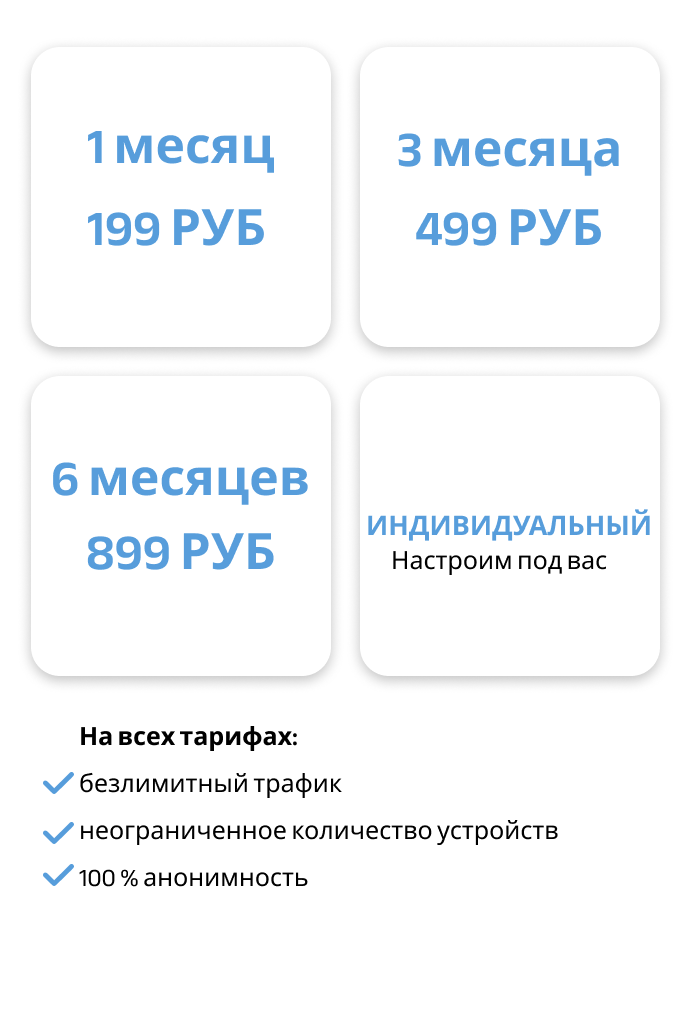 1 месяц
199 РУБ
3 месяца
499 РУБ
6 месяцев
899 РУБ
ИНДИВИДУАЛЬНЫЙ
Настроим под вас
На всех тарифах:
безлимитный трафик
неограниченное количество устройств
100 % анонимность